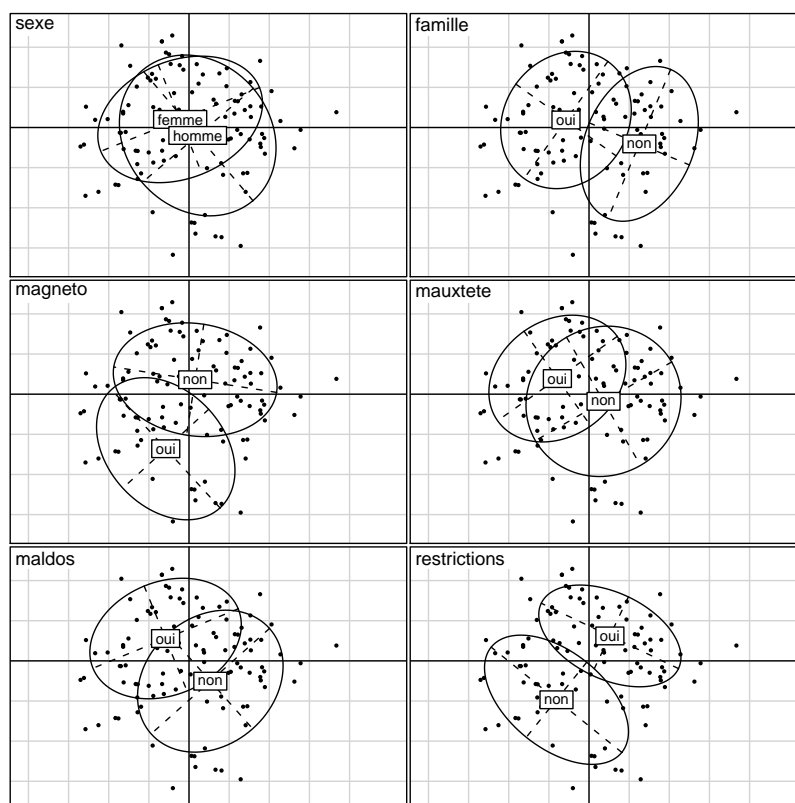 sexe
femme
homme
famille
oui
non
magneto
non
oui
mauxtete
oui
non
maldos
oui
non
restrictions
oui
non